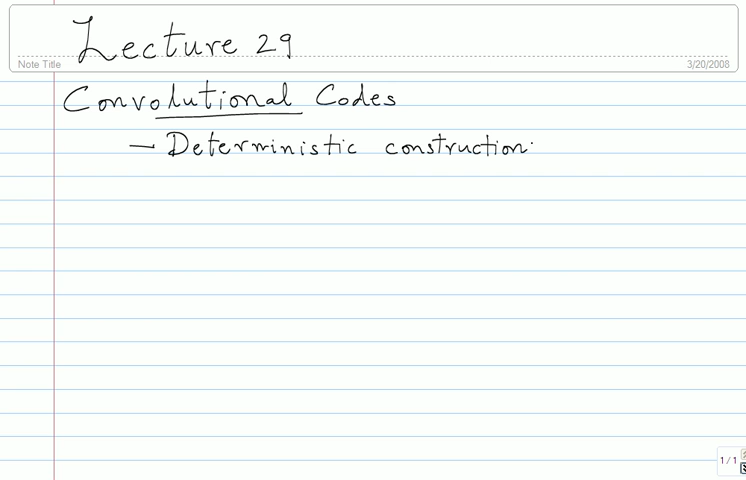 Lecture 29
Note Title
3/20/2008
Convolutional Codes
— Deterministic construction.
1 / 1